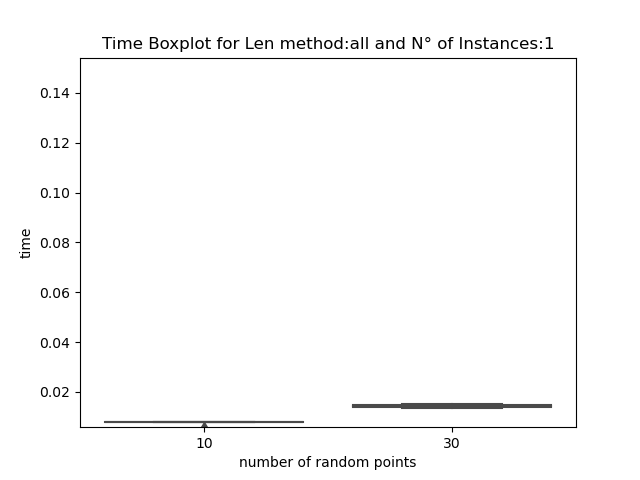 Time Boxplot for Len method:all and N° of Instances:1
0.14
0.12
0.10
0.08
0.06
0.04
0.02
time
10 30
number of random points